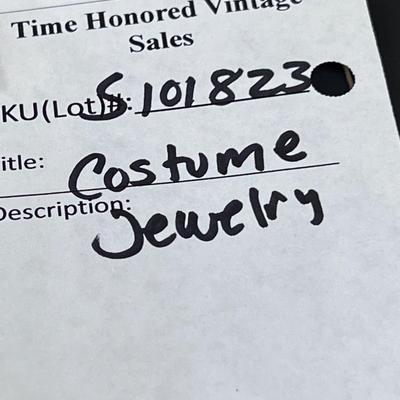 Time Honored Vintage
Sales
KU(Lot)#: S101823
itle: Costume
Description: Jewelry